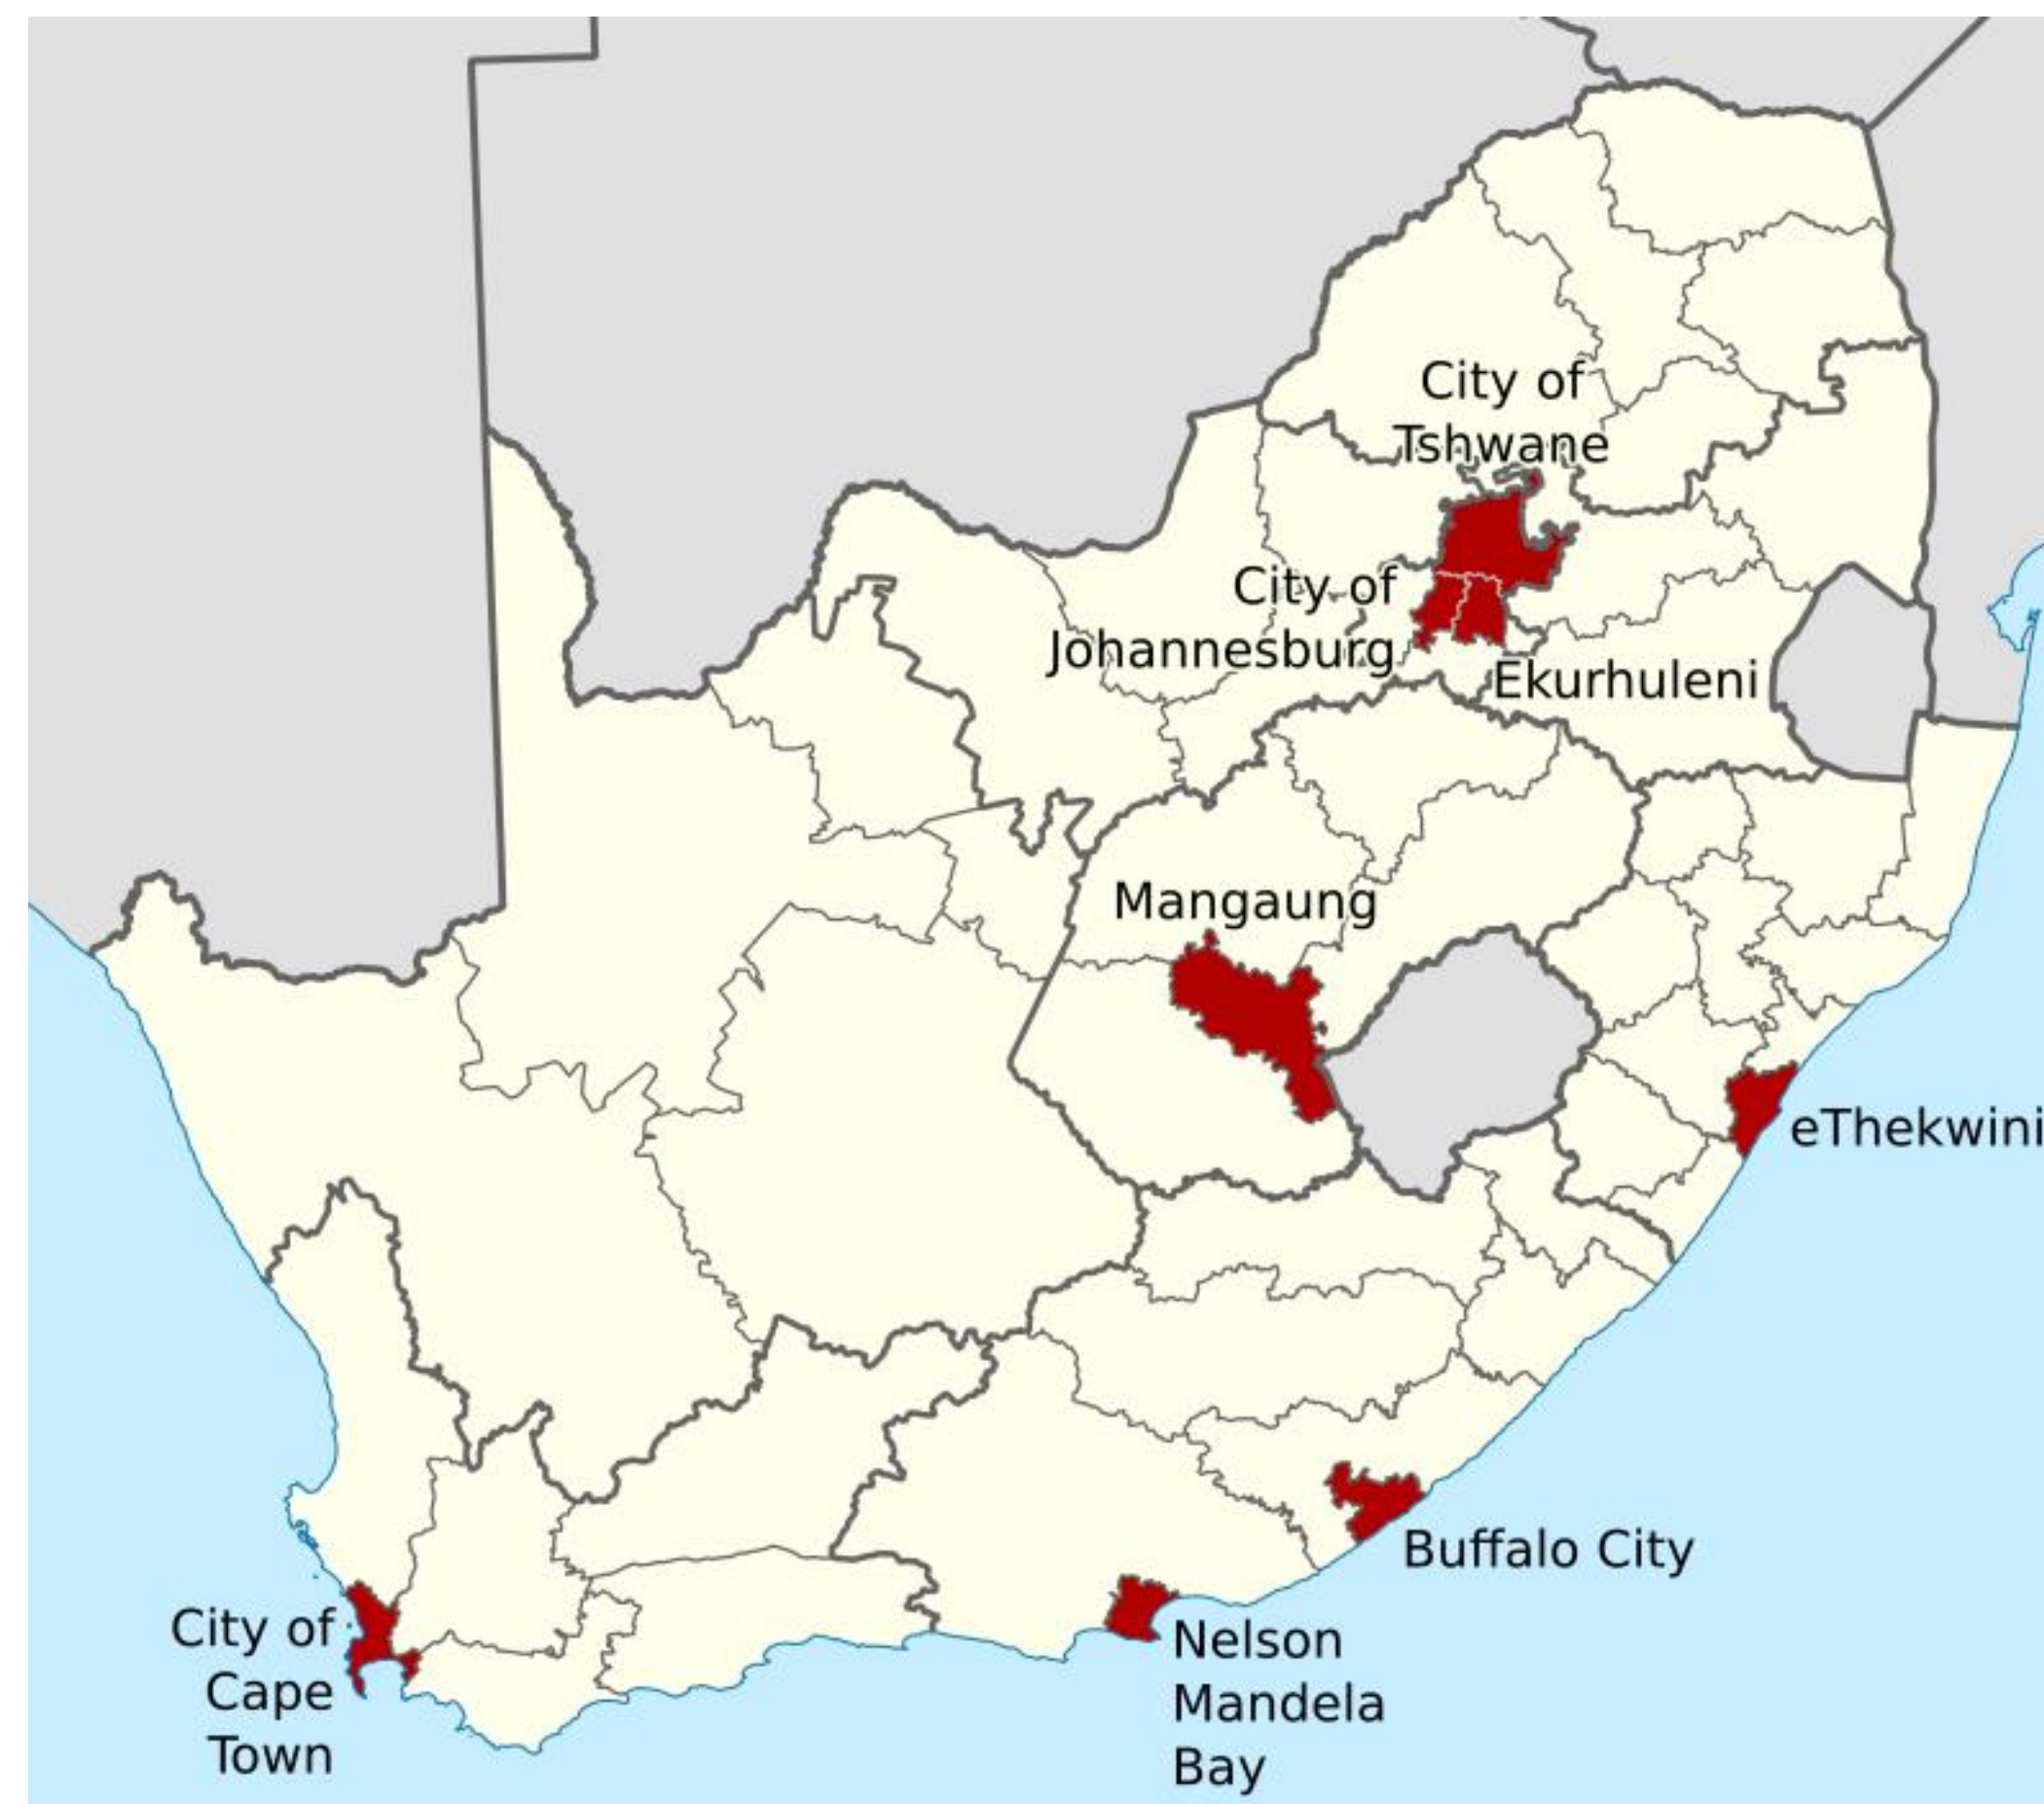 City of
Tshwane
City of
Johannesburg
Ekurhuleni
Mangaung
eThekwini
Buffalo City
City of
Cape
Town
Nelson
Mandela
Bay